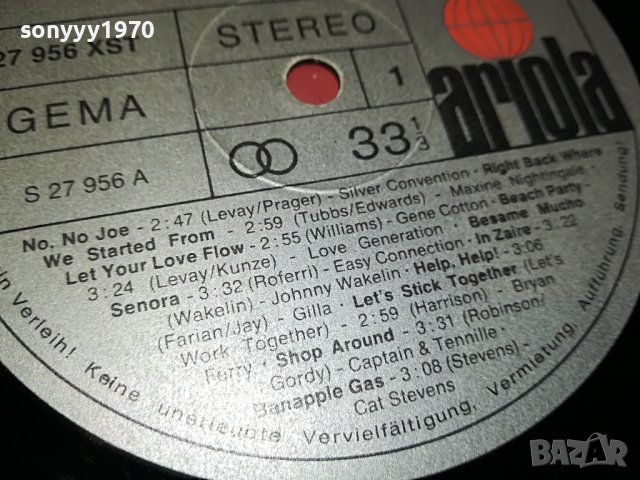 sonyyy1970
27 956 XST
STEREO
GEMA
1
ariola
33 1/3
S 27 956 A
No, No Joe - 2:47 (Levay/Prager) - Silver Convention · Right Back Where
We Started From - 2:59 (Tubbs/Edwards) - Maxine Nightingale ·
Let Your Love Flow - 2:55 (Williams) - Gene Cotton · Beach Party -
3:24 (Levay/Kunze) - Love Generation · Besame Mucho
Senora - 3:32 (Roferri) - Easy Connection · In Zaire - 3:22
(Wakelin) - Johnny Wakelin · Help, Help! - 3:06
(Farian/Jay) - Gilla · Let's Stick Together (Let's
Work Together) - 2:59 (Harrison) - Bryan
Ferry · Shop Around - 3:31 (Robinson/
Gordy) - Captain & Tennille ·
Banapple Gas - 3:08 (Stevens) -
Cat Stevens
in Verleih! Keine unerlaubte Vervielfältigung, Vermietung, Aufführung, Sendung!
BAZAR
bg